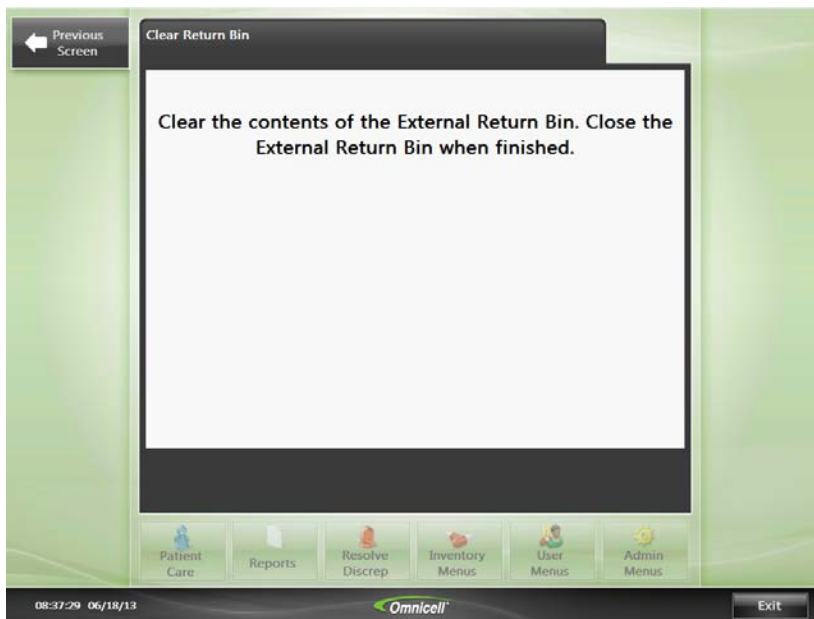 Previous
Screen
Clear Return Bin
Clear the contents of the External Return Bin. Close the
External Return Bin when finished.
Patient
Care
Reports
Resolve
Discrep
Inventory
Menus
User
Menus
Admin
Menus
08:37:29 06/18/13
Omnicell
Exit